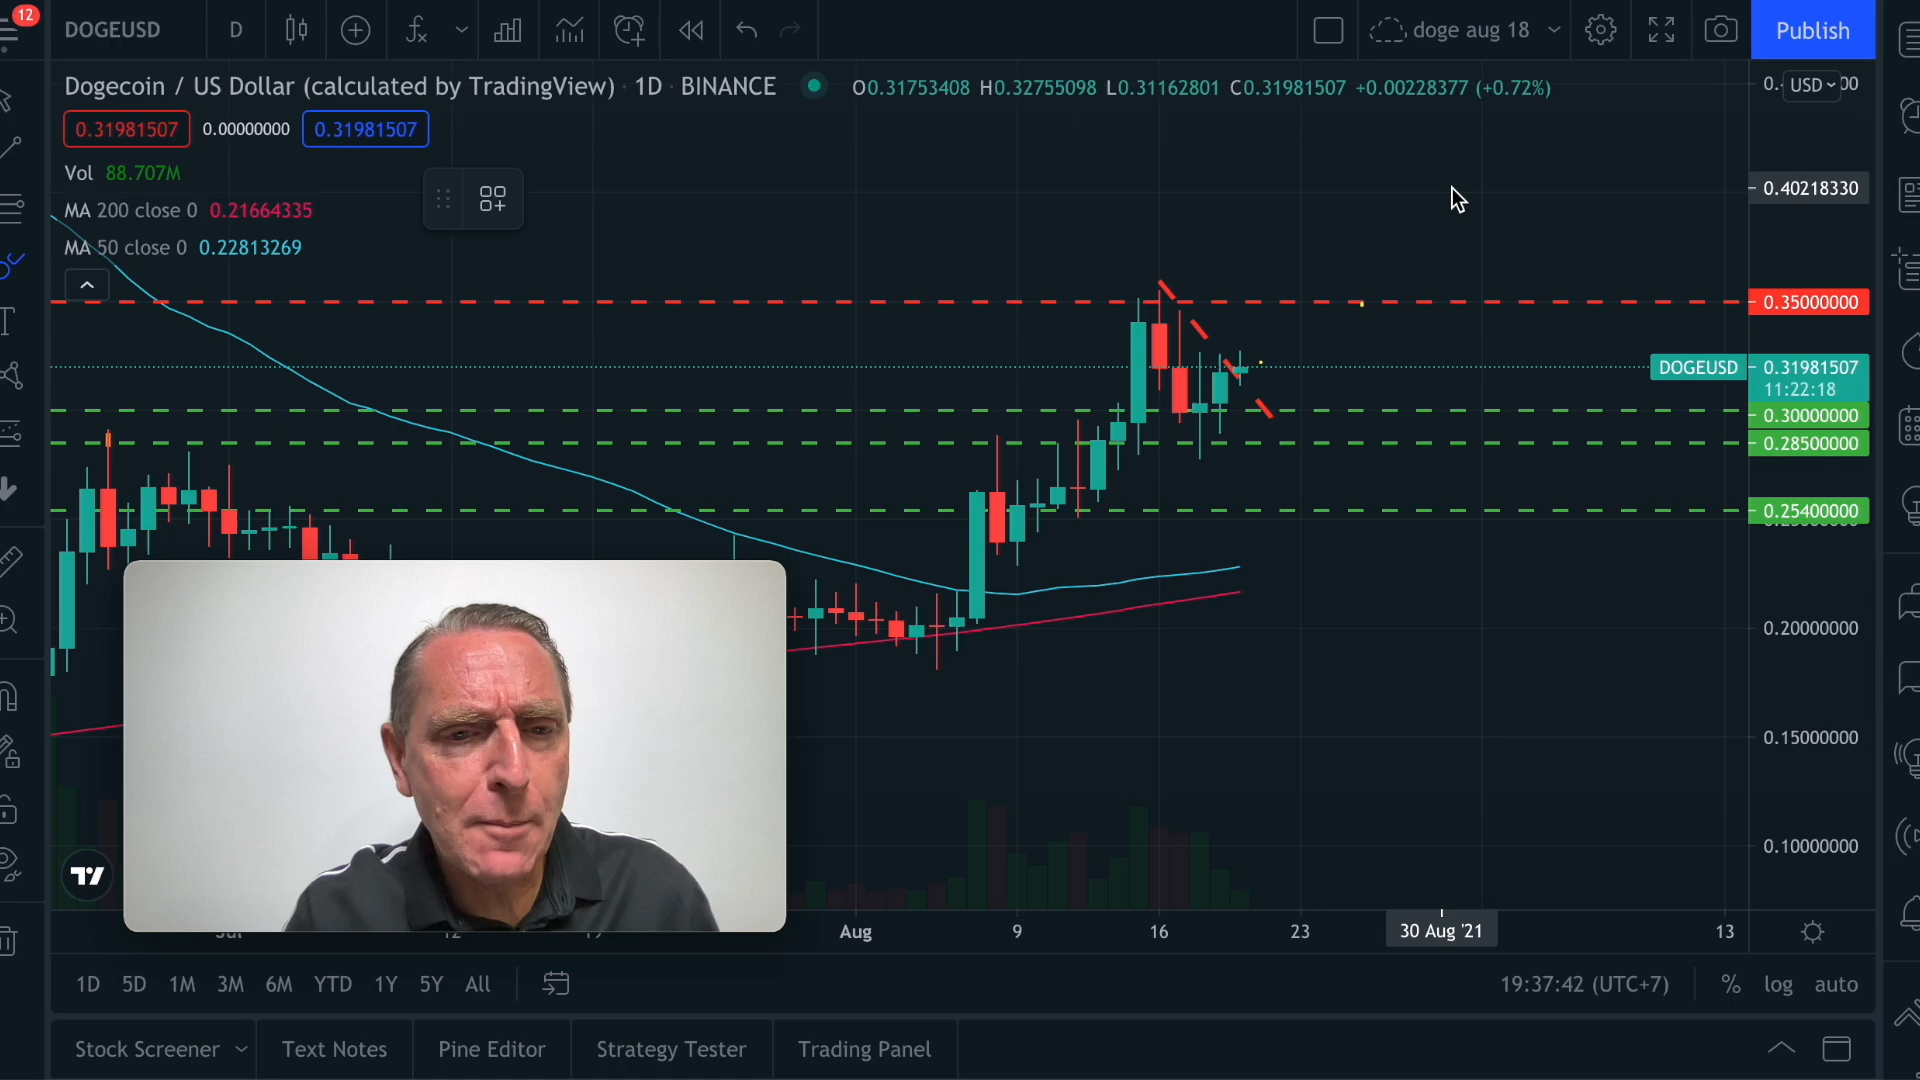 12
DOGEUSD D doge aug 18 Publish
Dogecoin / US Dollar (calculated by TradingView) · 1D · BINANCE O0.31753408 H0.32755098 L0.31162801 C0.31981507 +0.00228377 (+0.72%)
USD
0.31981507 0.00000000 0.31981507
Vol 88.707M
0.40218330
MA 200 close 0 0.21664335
MA 50 close 0 0.22813269
0.35000000
DOGEUSD 0.31981507
11:22:18
0.30000000
0.28500000
0.25400000
0.20000000
0.15000000
0.10000000
Aug 9 16 23 30 Aug '21 13
1D 5D 1M 3M 6M YTD 1Y 5Y All 19:37:42 (UTC+7) % log auto
Stock Screener Text Notes Pine Editor Strategy Tester Trading Panel